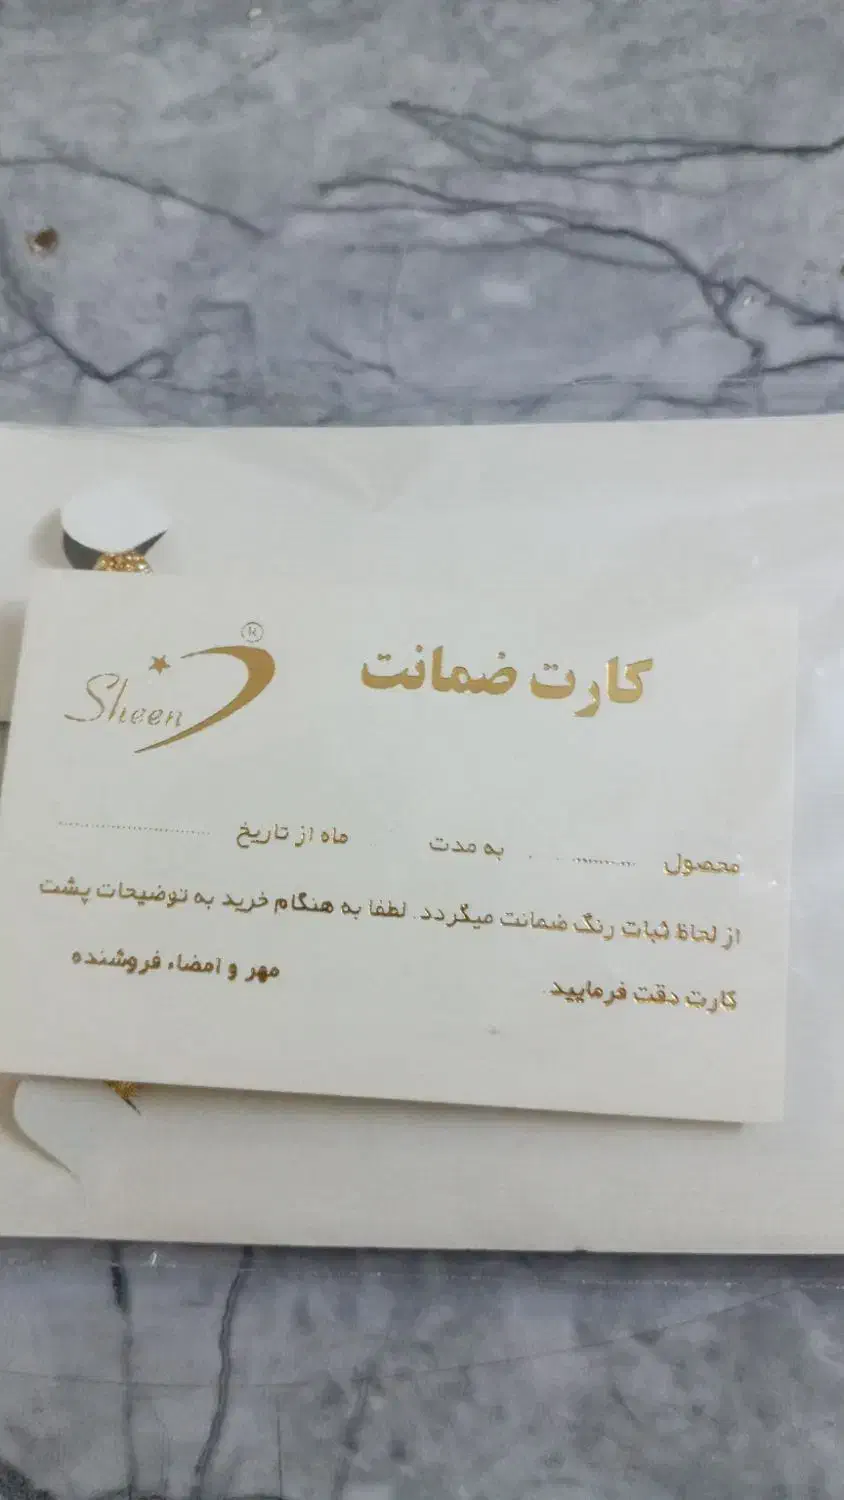 کارت ضمانت
Sheen ®
محصول ............... به مدت ماه از تاریخ ...............
از لحاظ ثبات رنگ ضمانت میگردد. لطفا به هنگام خرید به توضیحات پشت
کارت دقت فرمایید.
مهر و امضاء فروشنده